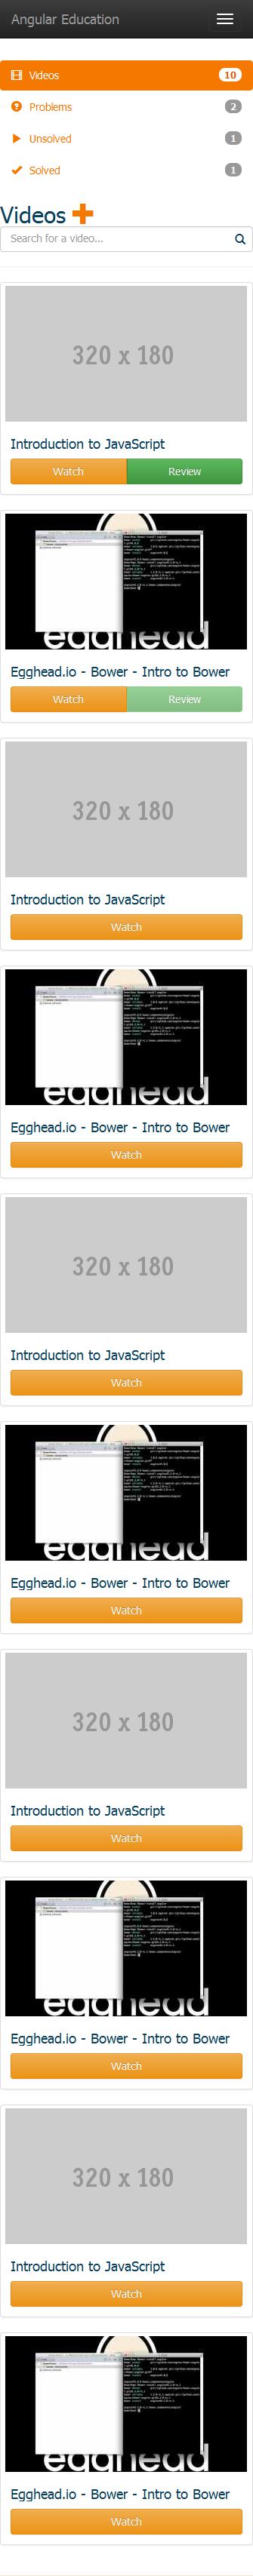 Angular Education
Videos 10
Problems 2
Unsolved 1
Solved 1
Videos
Search for a video...
320 x 180
Introduction to JavaScript
Watch Review
egghead
Egghead.io - Bower - Intro to Bower
Watch Review
320 x 180
Introduction to JavaScript
Watch
egghead
Egghead.io - Bower - Intro to Bower
Watch
320 x 180
Introduction to JavaScript
Watch
egghead
Egghead.io - Bower - Intro to Bower
Watch
320 x 180
Introduction to JavaScript
Watch
egghead
Egghead.io - Bower - Intro to Bower
Watch
320 x 180
Introduction to JavaScript
Watch
egghead
Egghead.io - Bower - Intro to Bower
Watch